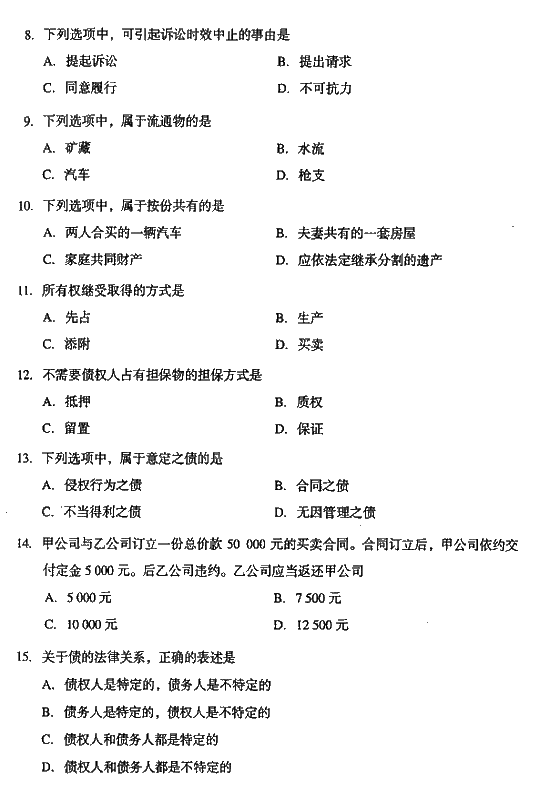 8. 下列选项中，可引起诉讼时效中止的事由是
A. 提起诉讼 B. 提出请求
C. 同意履行 D. 不可抗力
9. 下列选项中，属于流通物的是
A. 矿藏 B. 水流
C. 汽车 D. 枪支
10. 下列选项中，属于按份共有的是
A. 两人合买的一辆汽车 B. 夫妻共有的一套房屋
C. 家庭共同财产 D. 应依法定继承分割的遗产
11. 所有权继受取得的方式是
A. 先占 B. 生产
C. 添附 D. 买卖
12. 不需要债权人占有担保物的担保方式是
A. 抵押 B. 质权
C. 留置 D. 保证
13. 下列选项中，属于意定之债的是
A. 侵权行为之债 B. 合同之债
C. 不当得利之债 D. 无因管理之债
14. 甲公司与乙公司订立一份总价款 50 000 元的买卖合同。合同订立后，甲公司依约交
付定金 5 000 元。后乙公司违约。乙公司应当返还甲公司
A. 5 000 元 B. 7 500 元
C. 10 000 元 D. 12 500 元
15. 关于债的法律关系，正确的表述是
A. 债权人是特定的，债务人是不特定的
B. 债务人是特定的，债权人是不特定的
C. 债权人和债务人都是特定的
D. 债权人和债务人都是不特定的